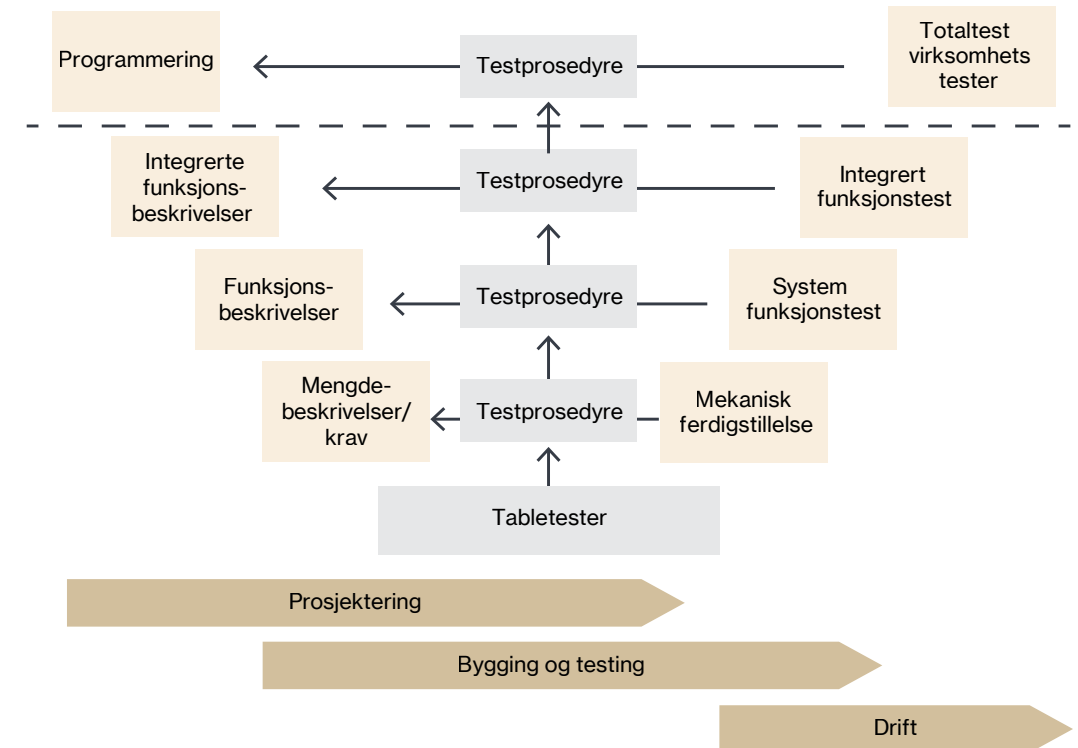 Programmering
Testprosedyre
Totaltest
virksomhets
tester
Integrerte
funksjons-
beskrivelser
Testprosedyre
Integrert
funksjonstest
Funksjons-
beskrivelser
Testprosedyre
System
funksjonstest
Mengde-
beskrivelser/
krav
Testprosedyre
Mekanisk
ferdigstillelse
Tabletester
Prosjektering
Bygging og testing
Drift